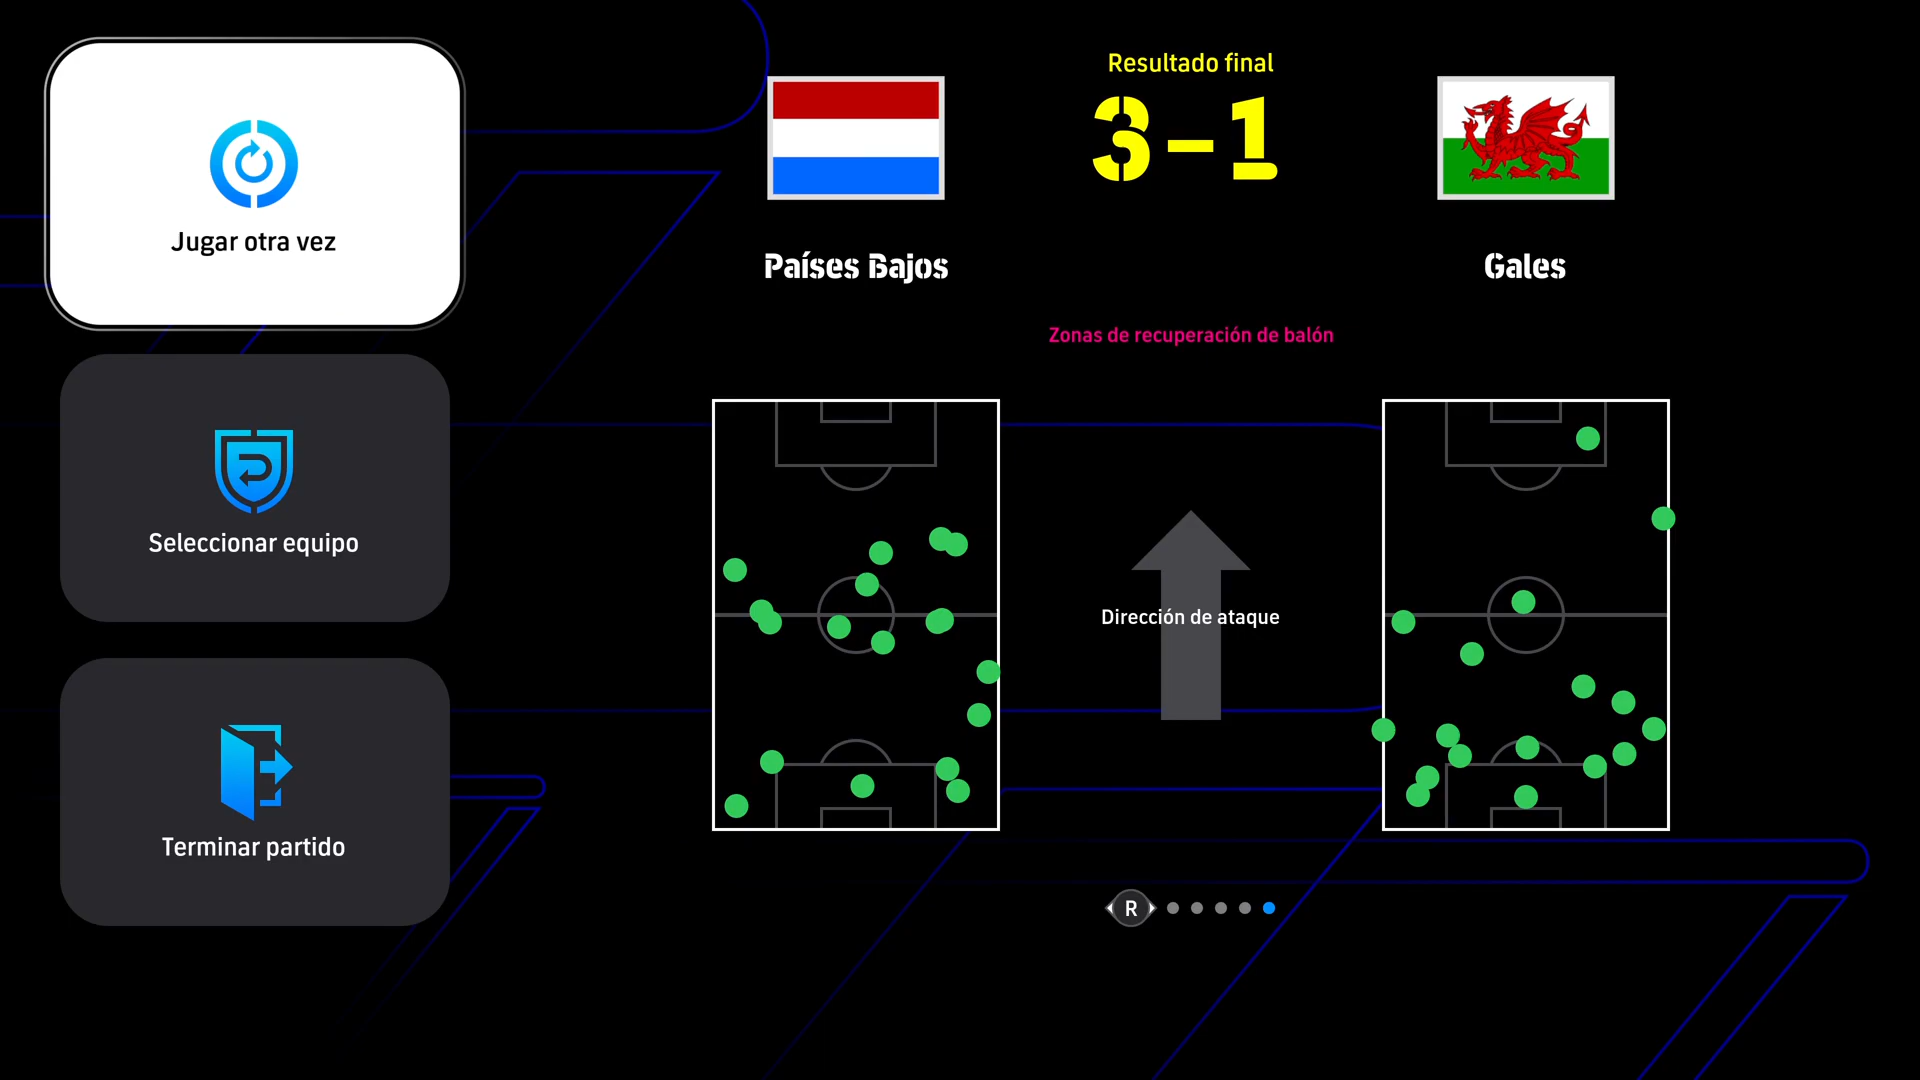 Jugar otra vez
Seleccionar equipo
Terminar partido
Resultado final
3-1
Países Bajos
Gales
Zonas de recuperación de balón
Dirección de ataque
R